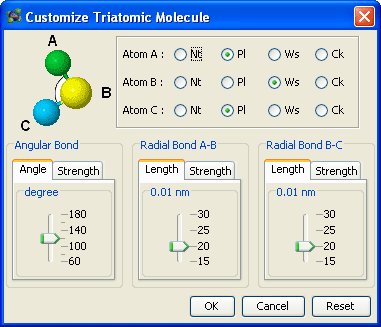 Customize Triatomic Molecule
A
B
C
Atom A : Nt Pl Ws Ck
Atom B : Nt Pl Ws Ck
Atom C : Nt Pl Ws Ck
Angular Bond
Angle Strength
degree
180
140
100
60
Radial Bond A-B
Length Strength
0.01 nm
30
25
20
15
Radial Bond B-C
Length Strength
0.01 nm
30
25
20
15
OK Cancel Reset